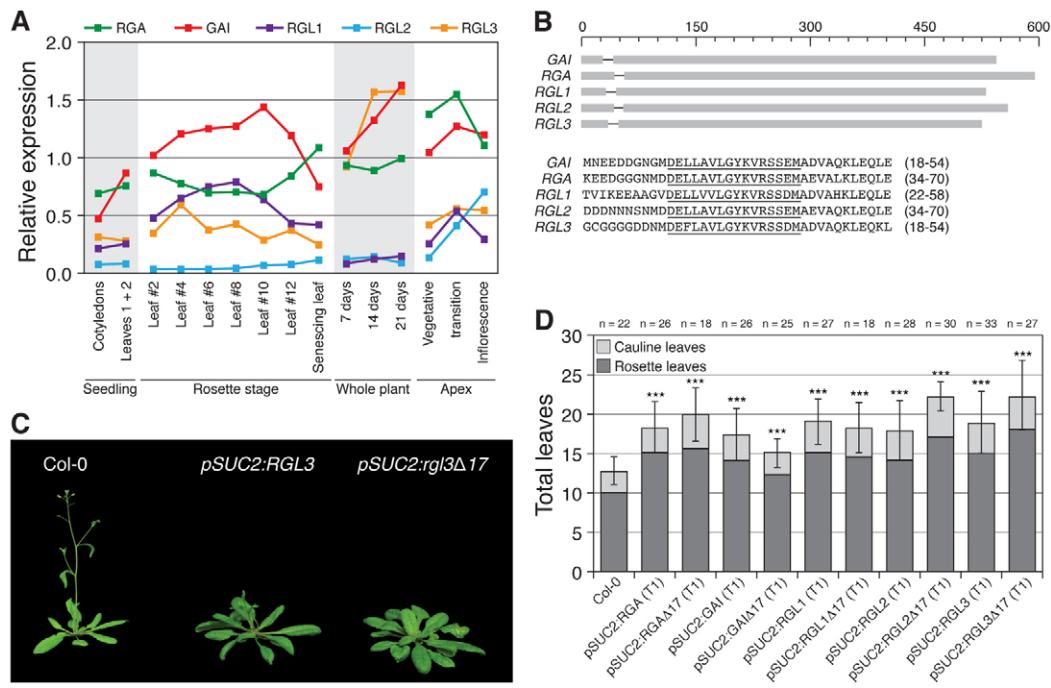 A
RGA GAI RGL1 RGL2 RGL3
Relative expression
2.0
1.5
1.0
0.5
0.0
Cotyledons
Leaves 1 + 2
Leaf #2
Leaf #4
Leaf #6
Leaf #8
Leaf #10
Leaf #12
Senescing leaf
7 days
14 days
21 days
Vegetative
transition
Inflorescence
Seedling Rosette stage Whole plant Apex
B
0 150 300 450 600
GAI
RGA
RGL1
RGL2
RGL3
GAI MNEEDDGNGMDELLAVLGYKVRSSEMADVAQKLEQLE (18-54)
RGA KEEDGGGNMDDELLAVLGYKVRSSEMAEVALKLEQLE (34-70)
RGL1 TVIKEEAAGVDELLVVLGYKVRSSDMADVAHKLEQLE (22-58)
RGL2 DDDNNNSNMDDELLAVLGYKVRSSEMAEVAQKLEQLE (34-70)
RGL3 GCGGGGDDNMDEFLAVLGYKVRSSDMADVAQKLEQLE (18-54)
C
Col-0 pSUC2:RGL3 pSUC2:rgl3Δ17
D
n = 22 n = 26 n = 18 n = 26 n = 25 n = 27 n = 18 n = 28 n = 30 n = 33 n = 27
Total leaves
30
25
20
15
10
5
0
Cauline leaves
Rosette leaves
*** *** *** *** *** *** *** *** *** ***
Col-0
pSUC2:RGA (T1)
pSUC2:RGAΔ17 (T1)
pSUC2:GAI (T1)
pSUC2:GAIΔ17 (T1)
pSUC2:RGL1 (T1)
pSUC2:RGL1Δ17 (T1)
pSUC2:RGL2 (T1)
pSUC2:RGL2Δ17 (T1)
pSUC2:RGL3 (T1)
pSUC2:RGL3Δ17 (T1)